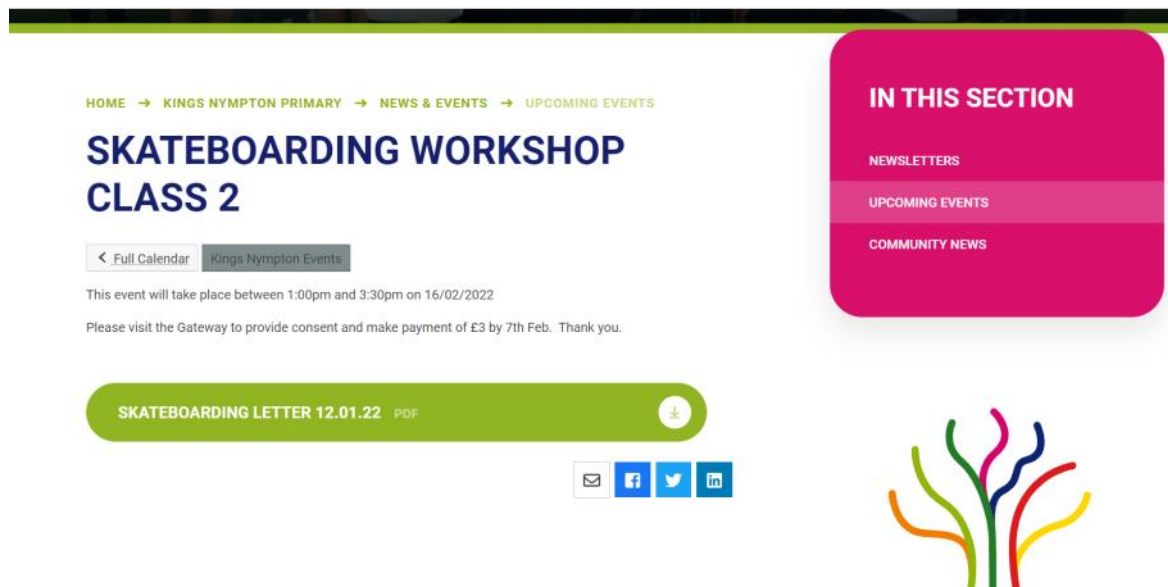 HOME → KINGS NYMPTON PRIMARY → NEWS & EVENTS → UPCOMING EVENTS
SKATEBOARDING WORKSHOP
CLASS 2
Full Calendar Kings Nympton Events
This event will take place between 1:00pm and 3:30pm on 16/02/2022
Please visit the Gateway to provide consent and make payment of £3 by 7th Feb. Thank you.
SKATEBOARDING LETTER 12.01.22 PDF
IN THIS SECTION
NEWSLETTERS
UPCOMING EVENTS
COMMUNITY NEWS